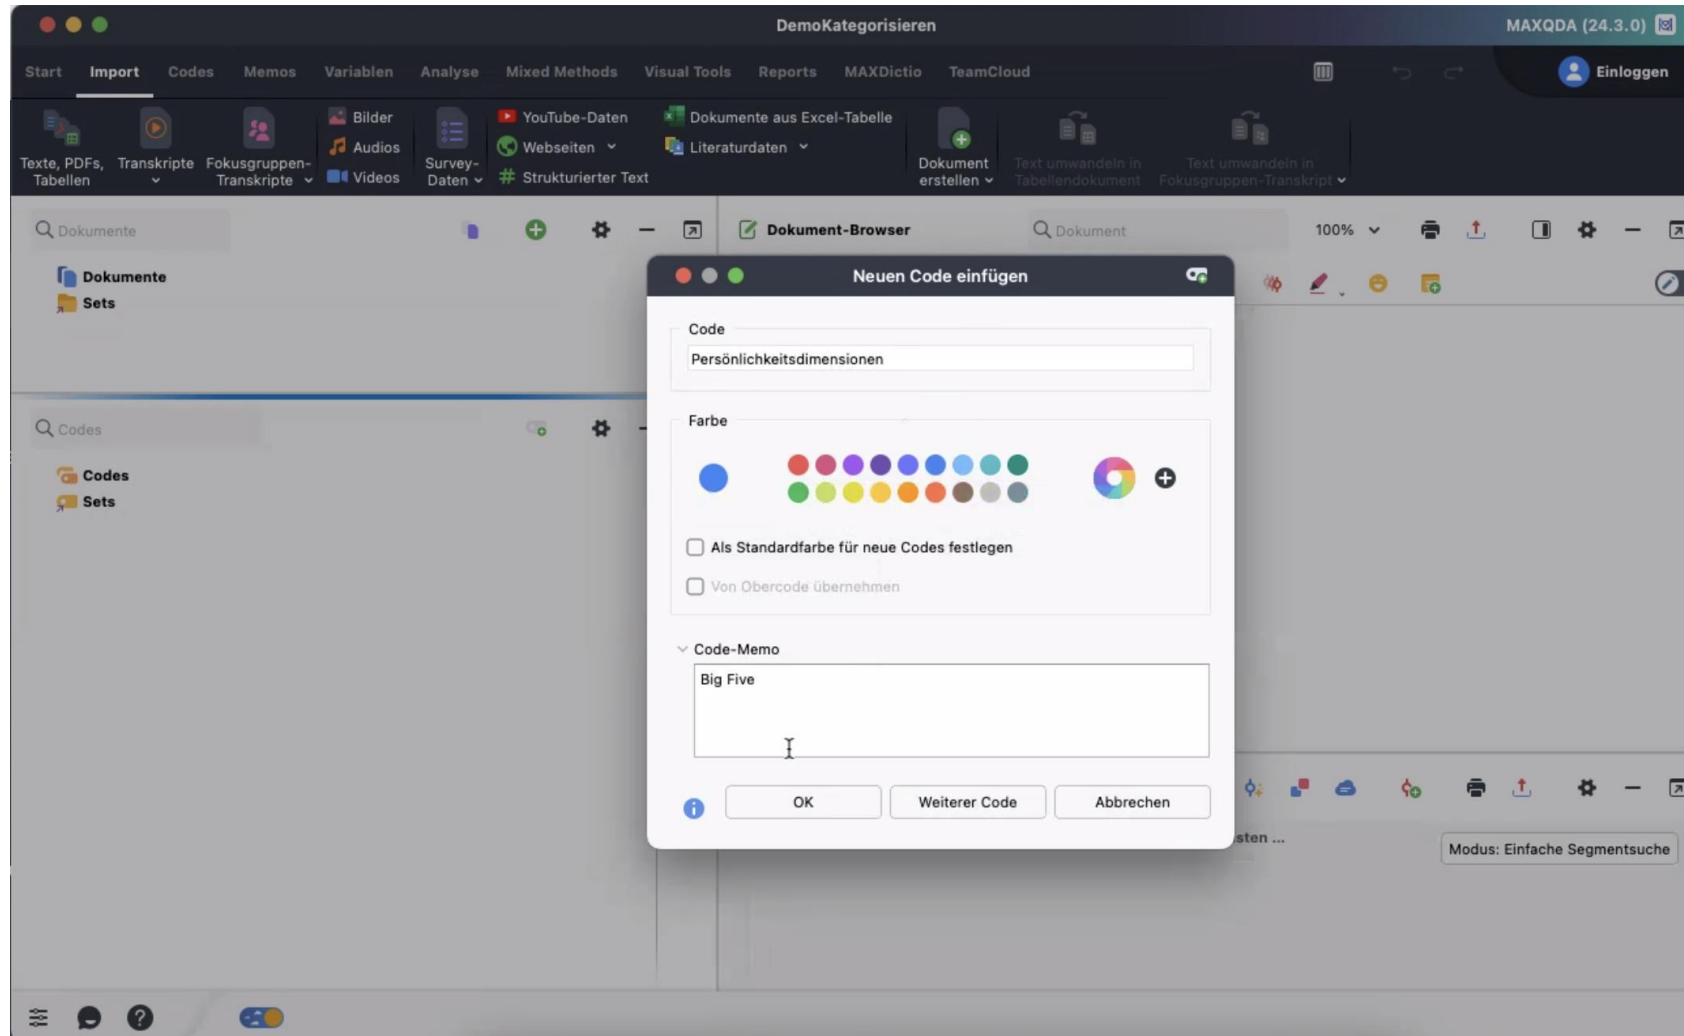 DemoKategorisieren
MAXQDA (24.3.0)
Start Import Codes Memos Variablen Analyse Mixed Methods Visual Tools Reports MAXDictio TeamCloud
Einloggen
Texte, PDFs,
Tabellen
Transkripte
Fokusgruppen-
Transkripte
Bilder
Audios
Videos
Survey-
Daten
YouTube-Daten
Webseiten
Strukturierter Text
Dokumente aus Excel-Tabelle
Literaturdaten
Dokument
erstellen
Text umwandeln in
Tabellendokument
Text umwandeln in
Fokusgruppen-Transkript
Dokumente
Dokumente
Sets
Dokument-Browser
Dokument
100%
Codes
Codes
Sets
Neuen Code einfügen
Code
Persönlichkeitsdimensionen
Farbe
Als Standardfarbe für neue Codes festlegen
Von Obercode übernehmen
Code-Memo
Big Five
OK
Weiterer Code
Abbrechen
sten ...
Modus: Einfache Segmentsuche